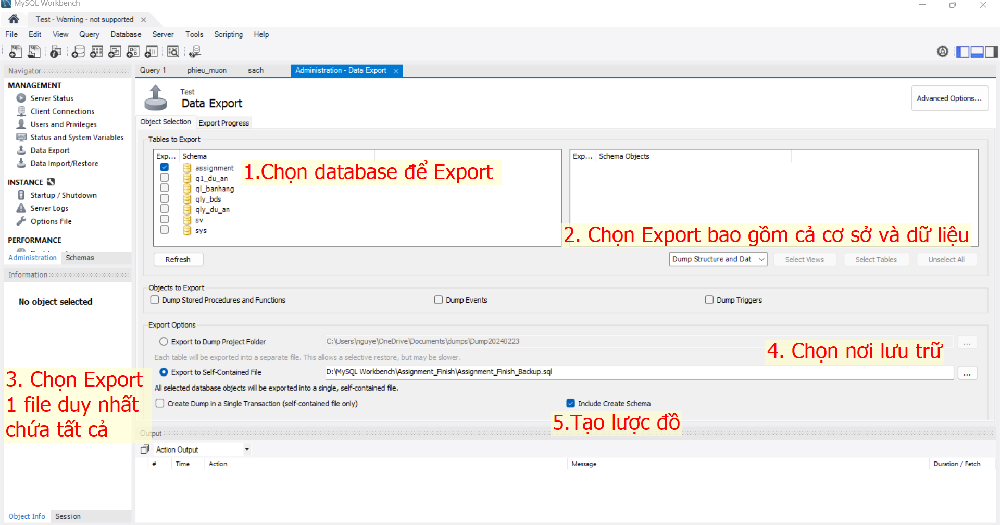 MySQL Workbench
Test - Warning - not supported
File Edit View Query Database Server Tools Scripting Help
Navigator
MANAGEMENT
Server Status
Client Connections
Users and Privileges
Status and System Variables
Data Export
Data Import/Restore
INSTANCE
Startup / Shutdown
Server Logs
Options File
PERFORMANCE
Administration Schemas
Information
No object selected
3. Chọn Export
1 file duy nhất
chứa tất cả
Object Info Session
Query 1 phieu_muon sach Administration - Data Export
Test
Data Export
Advanced Options...
Object Selection Export Progress
Tables to Export
Exp... Schema
assignment
q1_du_an
ql_banhang
qly_bds
qly_du_an
sv
sys
1.Chọn database để Export
Exp... Schema Objects
2. Chọn Export bao gồm cả cơ sở và dữ liệu
Refresh
Dump Structure and Dat Select Views Select Tables Unselect All
Objects to Export
Dump Stored Procedures and Functions Dump Events Dump Triggers
Export Options
Export to Dump Project Folder C:\Users\nguye\OneDrive\Documents\dumps\Dump20240223 ...
4. Chọn nơi lưu trữ
Each table will be exported into a separate file. This allows a selective restore, but may be slower.
Export to Self-Contained File D:\MySQL Workbench\Assignment_Finish\Assignment_Finish_Backup.sql ...
All selected database objects will be exported into a single, self-contained file.
Create Dump in a Single Transaction (self-contained file only) Include Create Schema
5.Tạo lược đồ
Output
Action Output
# Time Action Message Duration / Fetch